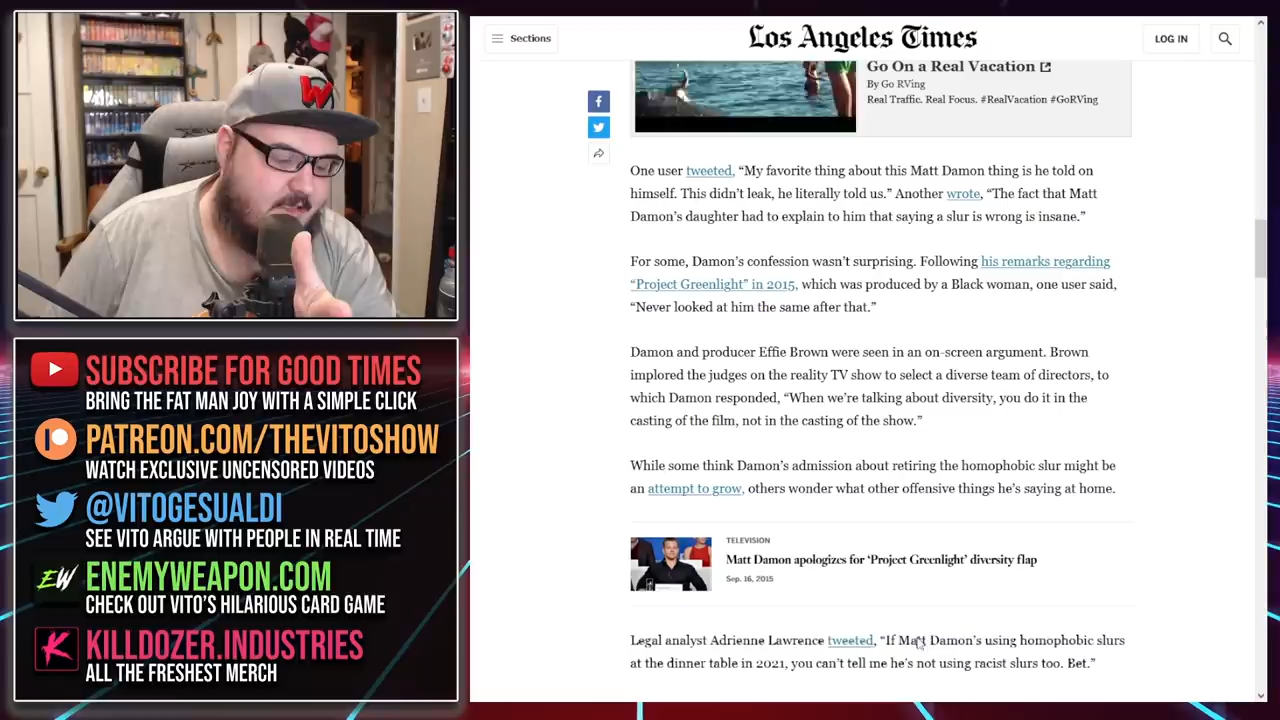 SUBSCRIBE FOR GOOD TIMES
BRING THE FAT MAN JOY WITH A SIMPLE CLICK
PATREON.COM/THEVITOSHOW
WATCH EXCLUSIVE UNCENSORED VIDEOS
@VITOGESUALDI
SEE VITO ARGUE WITH PEOPLE IN REAL TIME
EW
ENEMYWEAPON.COM
CHECK OUT VITO'S HILARIOUS CARD GAME
K
KILLDOZER.INDUSTRIES
ALL THE FRESHEST MERCH
Sections
Los Angeles Times
LOG IN
Go On a Real Vacation
By Go RVing
Real Traffic. Real Focus. #RealVacation #GoRVing
One user tweeted, “My favorite thing about this Matt Damon thing is he told on
himself. This didn’t leak, he literally told us.” Another wrote, “The fact that Matt
Damon’s daughter had to explain to him that saying a slur is wrong is insane.”
For some, Damon’s confession wasn’t surprising. Following his remarks regarding
“Project Greenlight” in 2015, which was produced by a Black woman, one user said,
“Never looked at him the same after that.”
Damon and producer Effie Brown were seen in an on-screen argument. Brown
implored the judges on the reality TV show to select a diverse team of directors, to
which Damon responded, “When we’re talking about diversity, you do it in the
casting of the film, not in the casting of the show.”
While some think Damon’s admission about retiring the homophobic slur might be
an attempt to grow, others wonder what other offensive things he’s saying at home.
TELEVISION
Matt Damon apologizes for ‘Project Greenlight’ diversity flap
Sep. 16, 2015
Legal analyst Adrienne Lawrence tweeted, “If Matt Damon’s using homophobic slurs
at the dinner table in 2021, you can’t tell me he’s not using racist slurs too. Bet.”